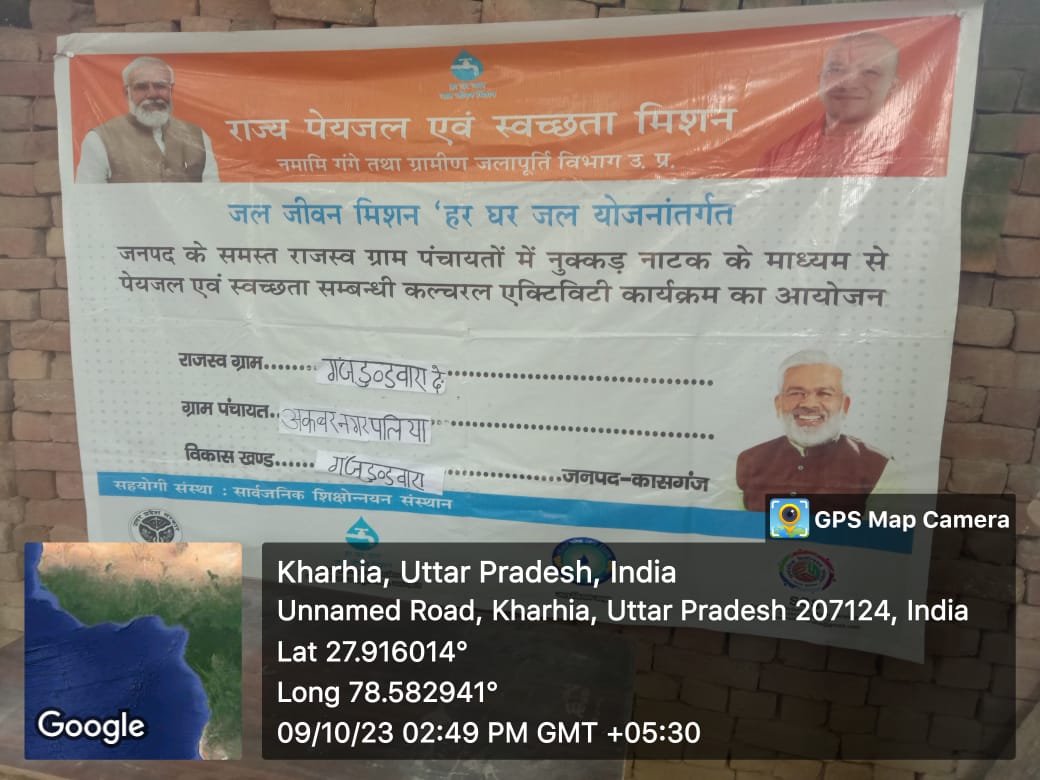 राज्य पेयजल एवं स्वच्छता मिशन
नमामि गंगे तथा ग्रामीण जलापूर्ति विभाग उ. प्र.
जल जीवन मिशन 'हर घर जल योजनांतर्गत
जनपद के समस्त राजस्व ग्राम पंचायतों में नुक्कड़ नाटक के माध्यम से
पेयजल एवं स्वच्छता सम्बन्धी कल्चरल एक्टिविटी कार्यक्रम का आयोजन
राजस्व ग्राम........ गंजडुन्डवारा दे.
ग्राम पंचायत.. अकबरनगर पलिया
विकास खण्ड...... गंजडुन्डवारा ..................जनपद-कासगंज
सहयोगी संस्था : सार्वजनिक शिक्षोन्नयन संस्थान
GPS Map Camera
Kharhia, Uttar Pradesh, India
Unnamed Road, Kharhia, Uttar Pradesh 207124, India
Lat 27.916014°
Long 78.582941°
09/10/23 02:49 PM GMT +05:30
Google